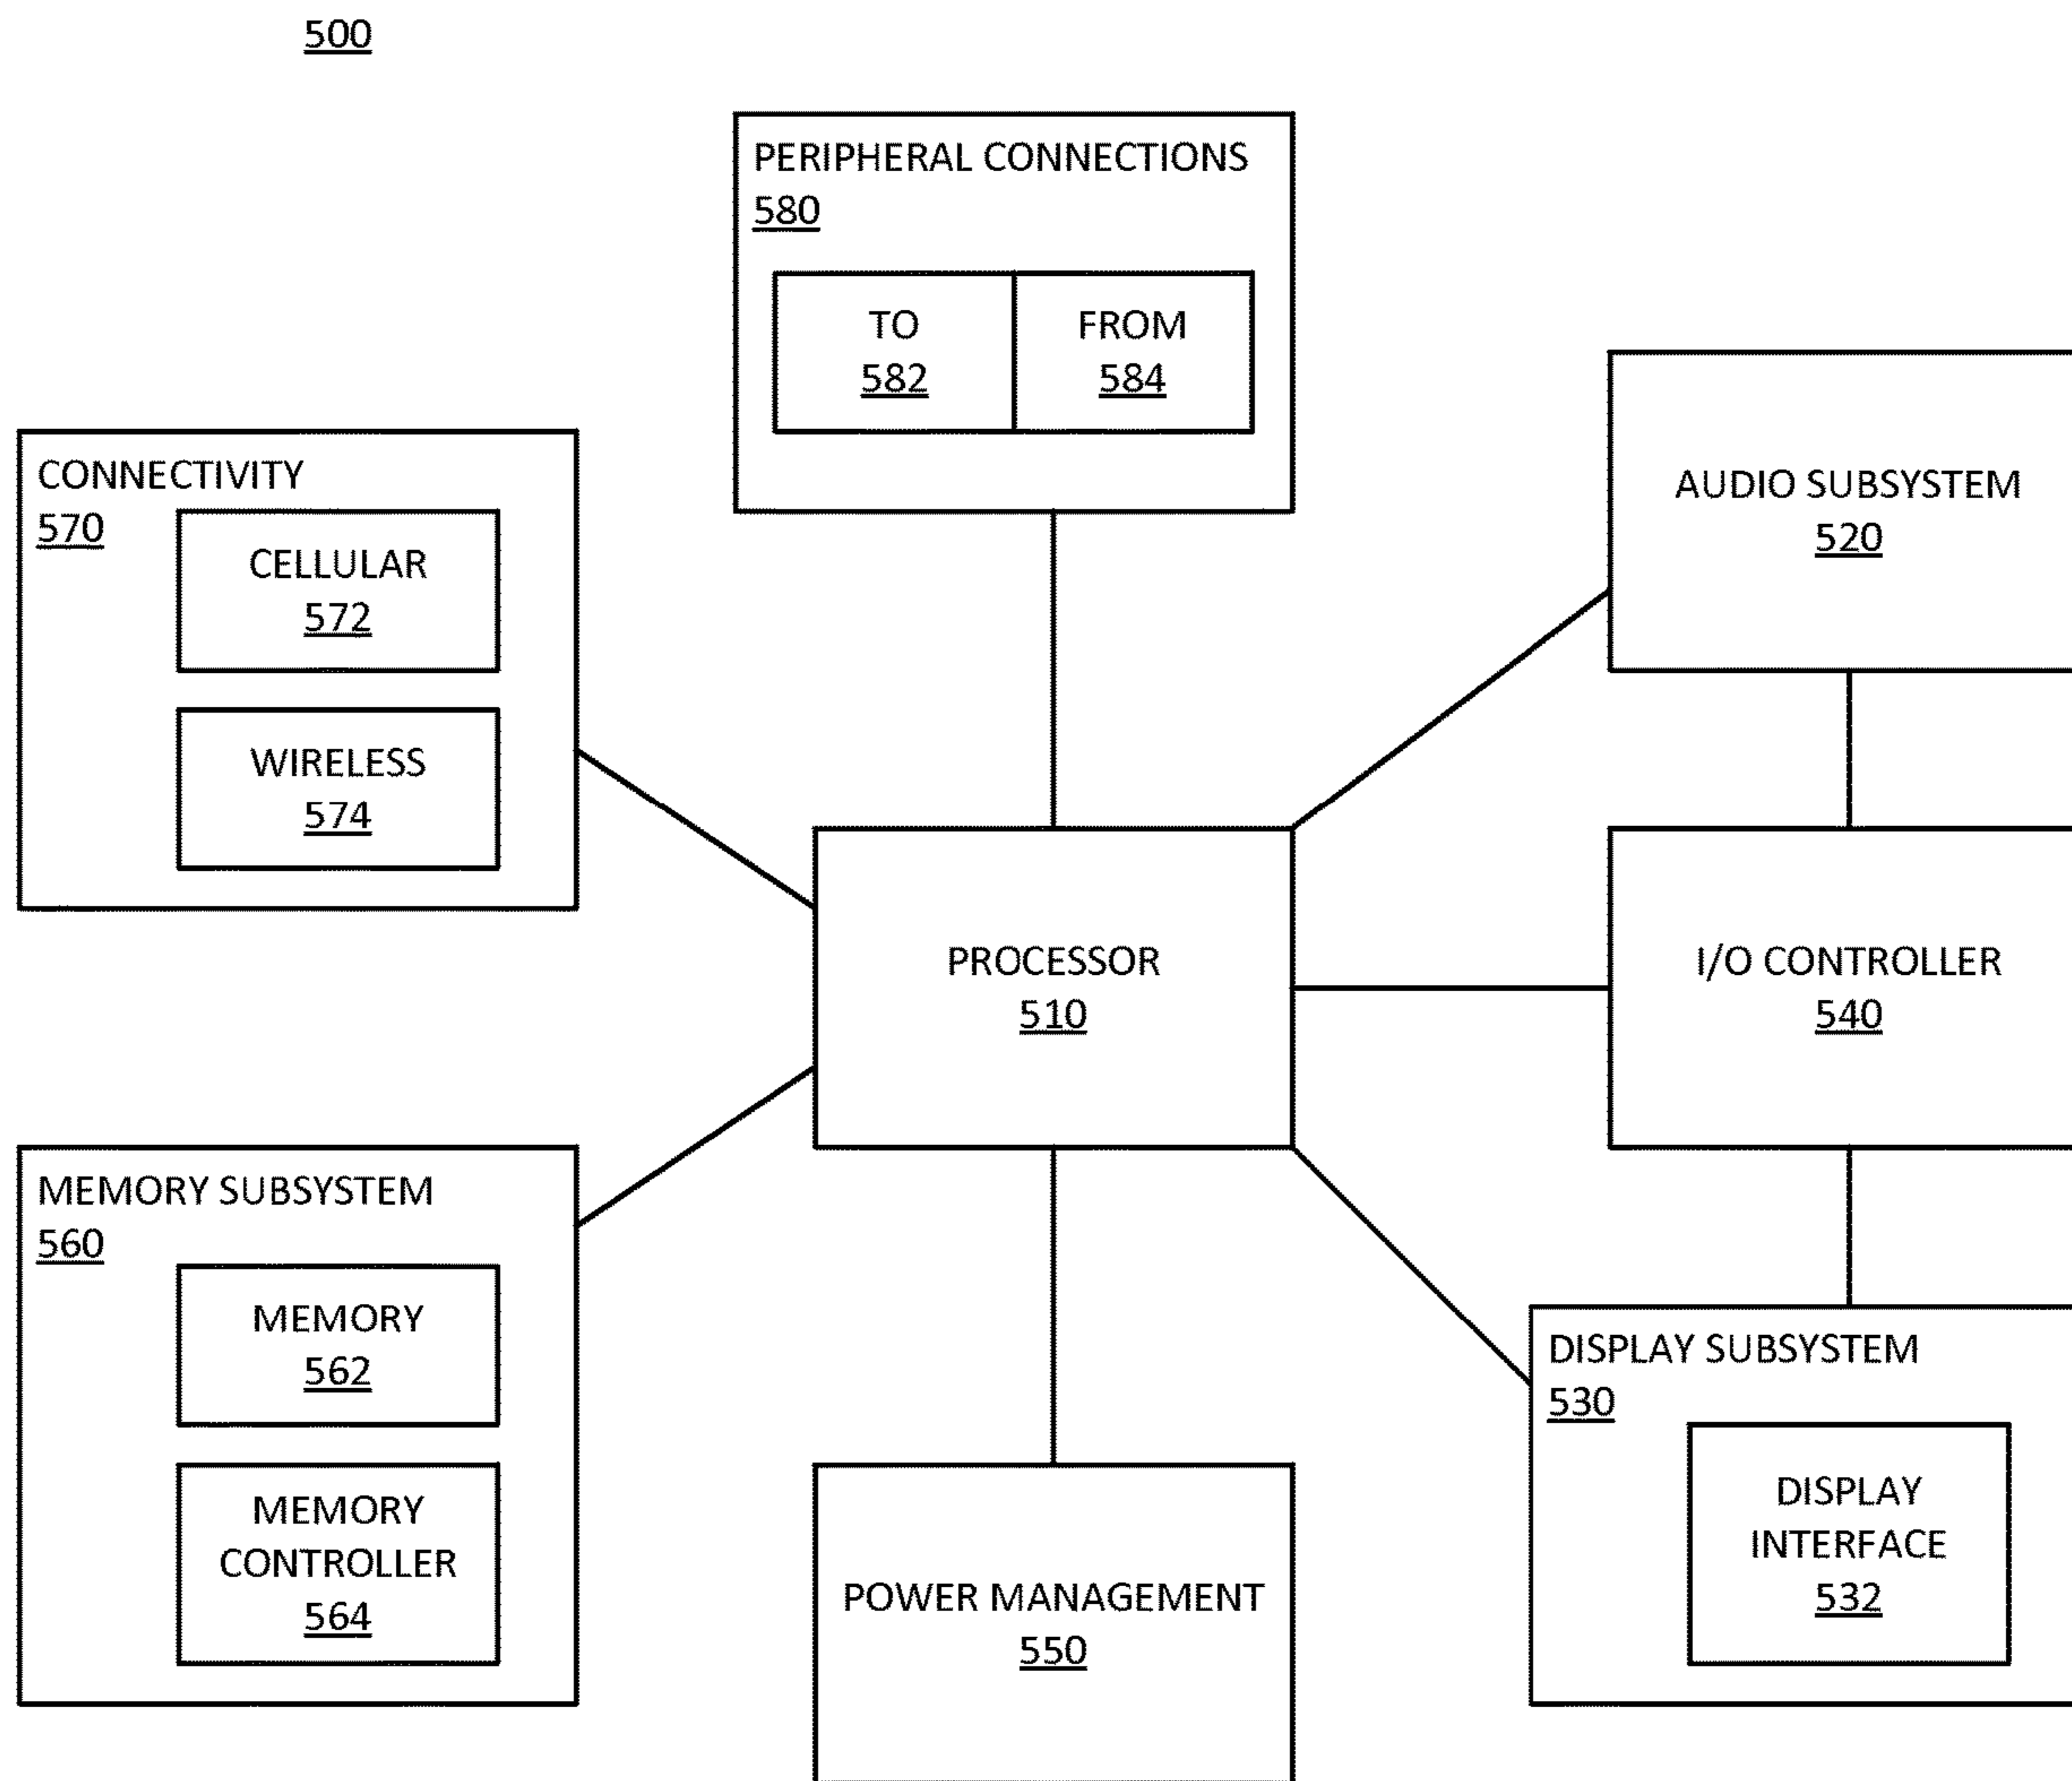 500
PERIPHERAL CONNECTIONS
580
TO
582
FROM
584
CONNECTIVITY
570
CELLULAR
572
WIRELESS
574
AUDIO SUBSYSTEM
520
PROCESSOR
510
I/O CONTROLLER
540
MEMORY SUBSYSTEM
560
MEMORY
562
MEMORY
CONTROLLER
564
POWER MANAGEMENT
550
DISPLAY SUBSYSTEM
530
DISPLAY
INTERFACE
532